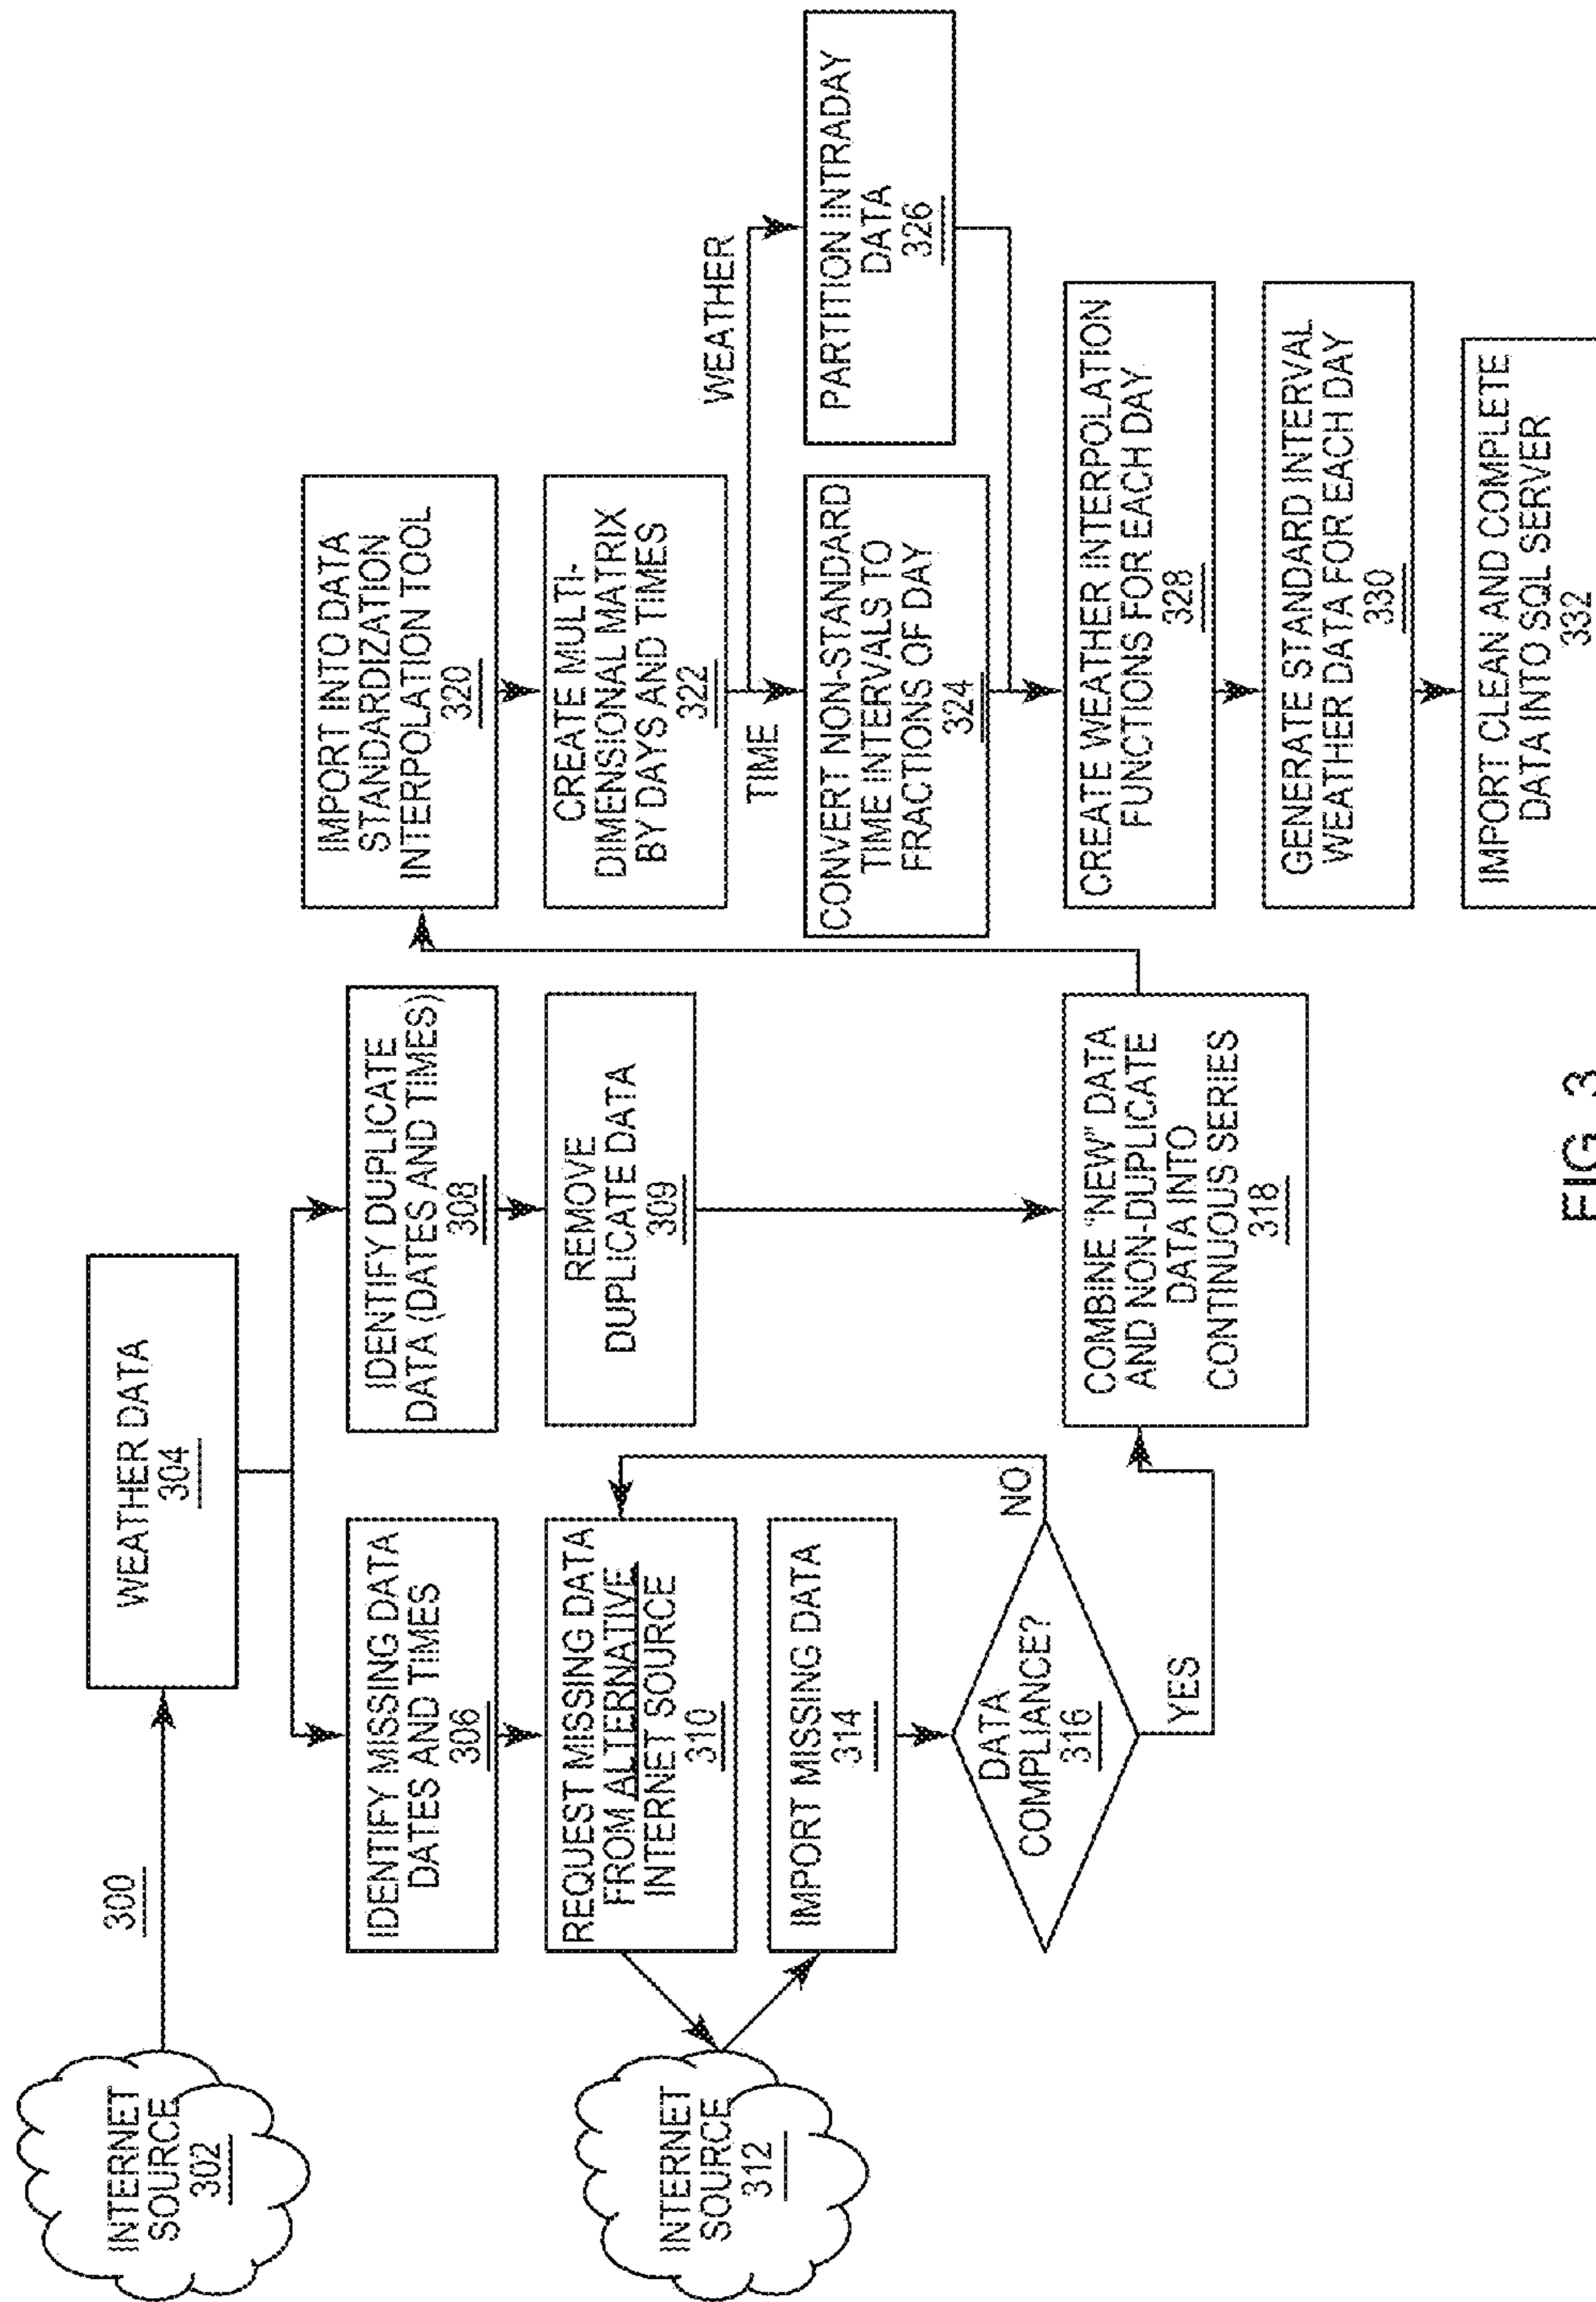 300
INTERNET
SOURCE
302
WEATHER DATA
304
IDENTIFY MISSING DATA
DATES AND TIMES
306
IDENTIFY DUPLICATE
DATA (DATES AND TIMES)
308
REQUEST MISSING DATA
FROM ALTERNATIVE
INTERNET SOURCE
310
REMOVE
DUPLICATE DATA
309
INTERNET
SOURCE
312
IMPORT MISSING DATA
314
DATA
COMPLIANCE?
316
NO
YES
COMBINE "NEW" DATA
AND NON-DUPLICATE
DATA INTO
CONTINUOUS SERIES
318
IMPORT INTO DATA
STANDARDIZATION
INTERPOLATION TOOL
320
CREATE MULTI-
DIMENSIONAL MATRIX
BY DAYS AND TIMES
322
TIME
WEATHER
CONVERT NON-STANDARD
TIME INTERVALS TO
FRACTIONS OF DAY
324
PARTITION INTRADAY
DATA
326
CREATE WEATHER INTERPOLATION
FUNCTIONS FOR EACH DAY
328
GENERATE STANDARD INTERVAL
WEATHER DATA FOR EACH DAY
330
IMPORT CLEAN AND COMPLETE
DATA INTO SQL SERVER
332
FIG. 3